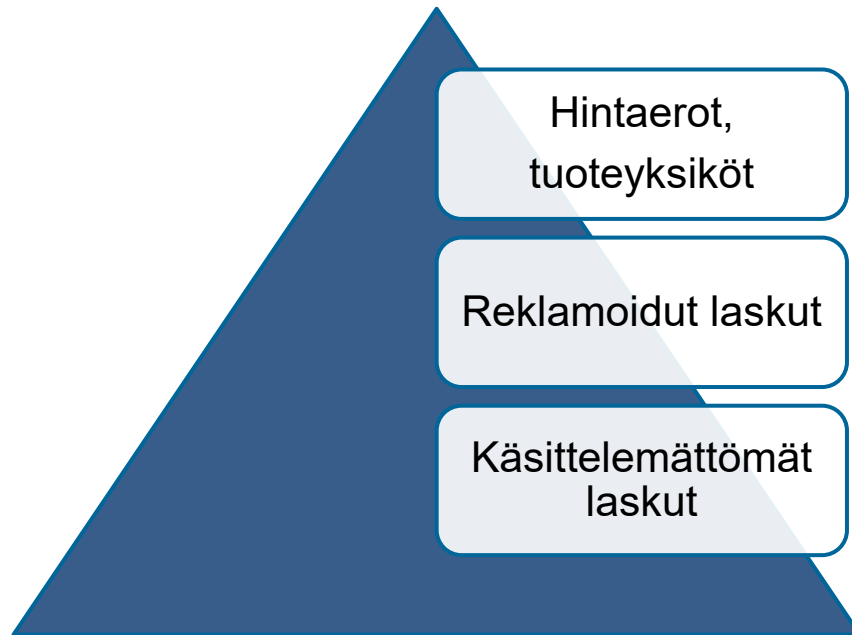 Hintaerot,
tuoteyksiköt
Reklamoidut laskut
Käsittelemättömät
laskut